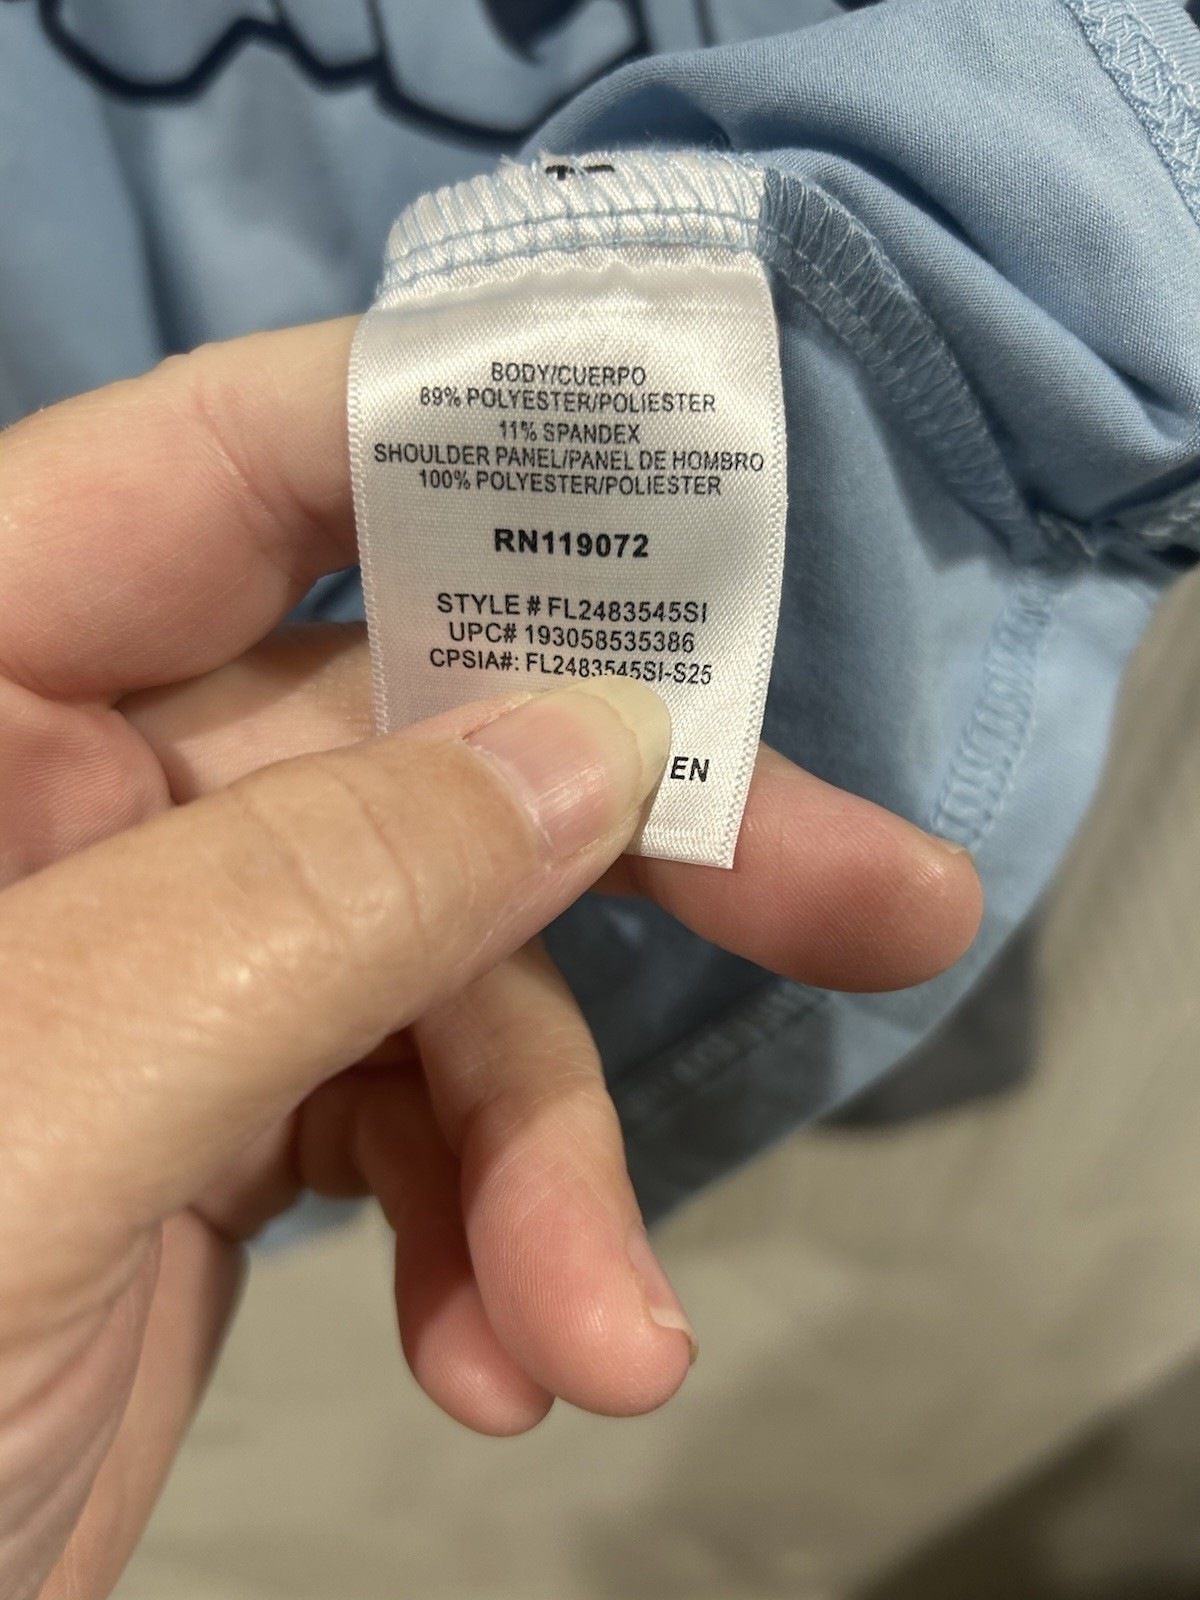 BODY/CUERPO
89% POLYESTER/POLIESTER
11% SPANDEX
SHOULDER PANEL/PANEL DE HOMBRO
100% POLYESTER/POLIESTER
RN119072
STYLE # FL2483545SI
UPC# 193058535386
CPSIA#: FL2483545SI-S25
EN